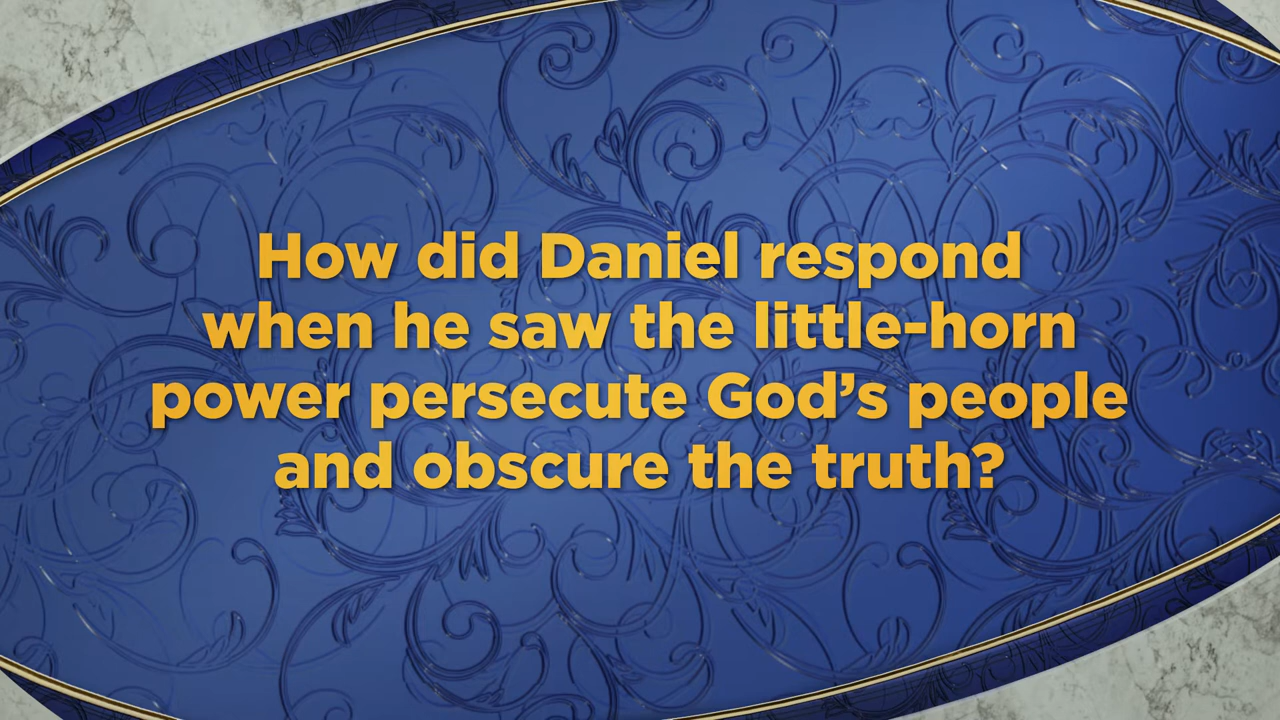 How did Daniel respond
when he saw the little-horn
power persecute God’s people
and obscure the truth?